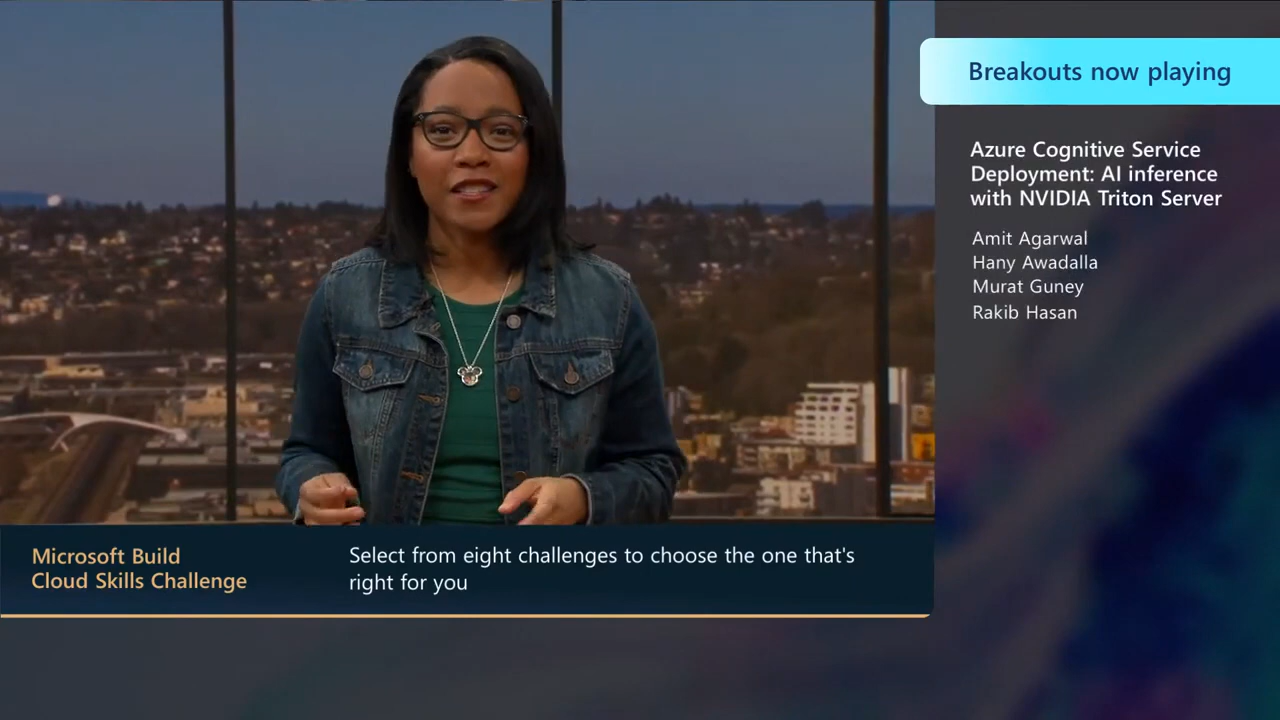 Breakouts now playing
Azure Cognitive Service
Deployment: AI inference
with NVIDIA Triton Server
Amit Agarwal
Hany Awadalla
Murat Guney
Rakib Hasan
Microsoft Build
Cloud Skills Challenge
Select from eight challenges to choose the one that's
right for you